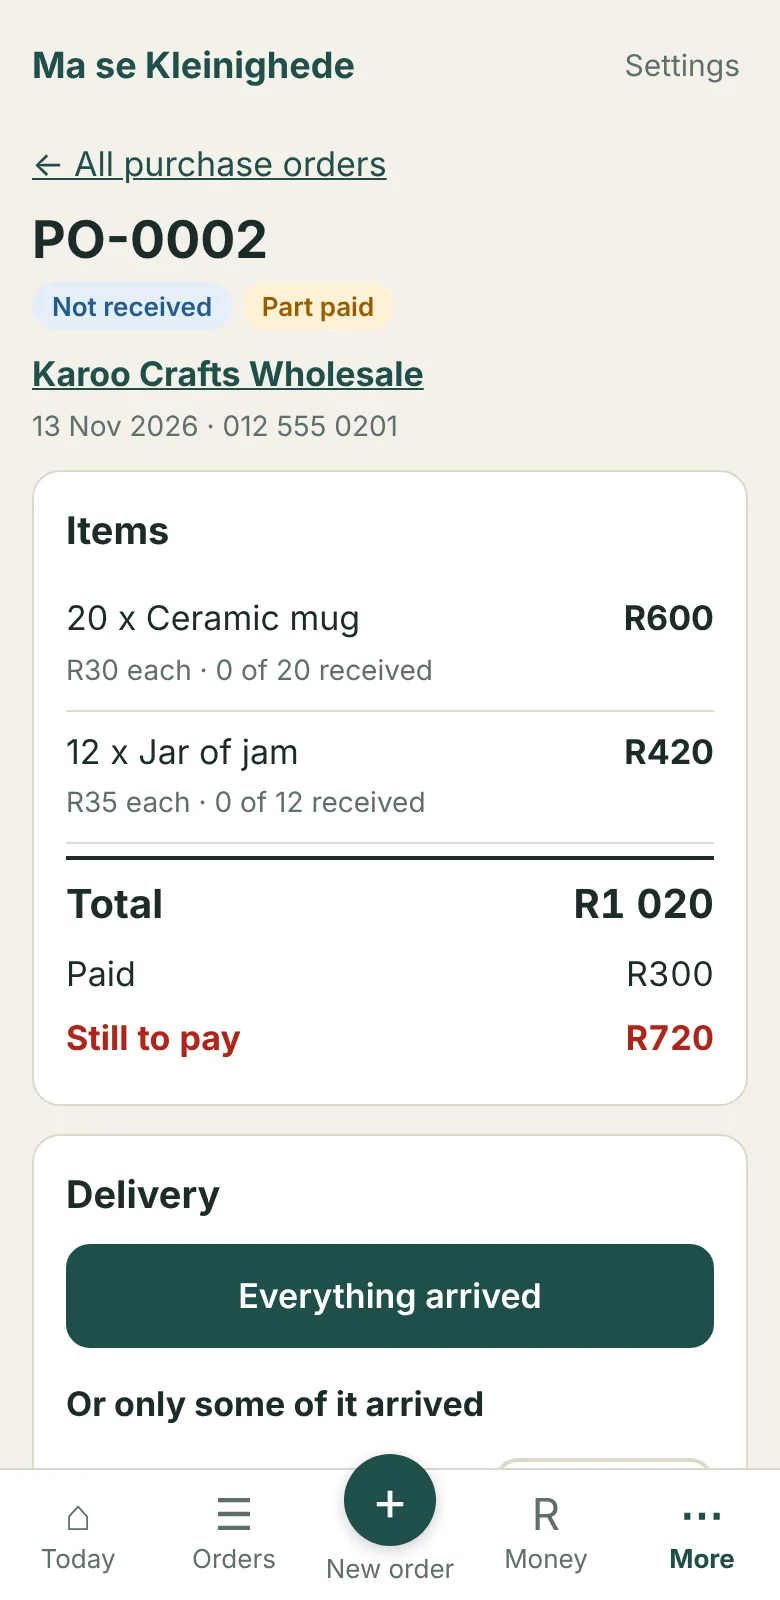 Ma se Kleinighede
Settings
← All purchase orders
PO-0002
Not received
Part paid
Karoo Crafts Wholesale
13 Nov 2026 · 012 555 0201
Items
20 x Ceramic mug
R600
R30 each · 0 of 20 received
12 x Jar of jam
R420
R35 each · 0 of 12 received
Total
R1 020
Paid
R300
Still to pay
R720
Delivery
Everything arrived
Or only some of it arrived
Today
Orders
+
New order
R
Money
More